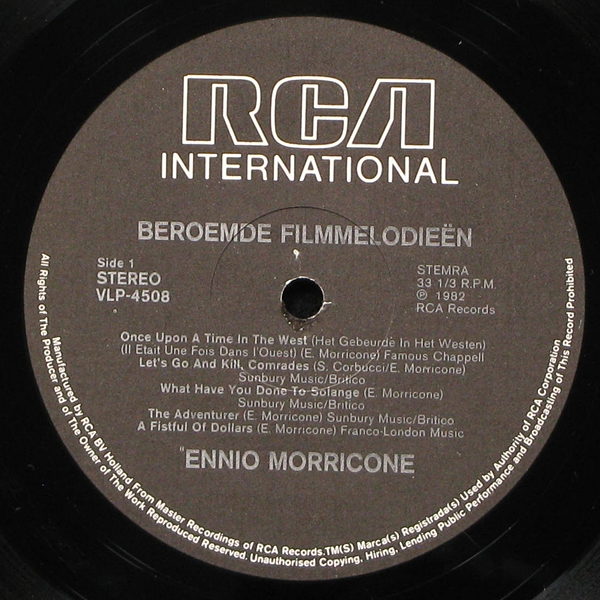 RCA
INTERNATIONAL
BEROEMDE FILMMELODIEËN
Side 1
STEREO
VLP-4508
STEMRA
33 1/3 R.P.M.
℗ 1982
RCA Records
Once Upon A Time In The West (Het Gebeurde In Het Westen)
(Il Etait Une Fois Dans l'Ouest) (E. Morricone) Famous Chappell
Let's Go And Kill, Comrades (S. Corbucci/E. Morricone)
Sunbury Music/Britico
What Have You Done To Solange (E. Morricone)
Sunbury Music/Britico
The Adventurer (E. Morricone) Sunbury Music/Britico
A Fistful Of Dollars (E. Morricone) Franco-London Music
ENNIO MORRICONE
Manufactured by RCA BV Holland From Master Recordings of RCA Records.TM(S) Marca(s) Registrada(s) Used by Authority of RCA Corporation
All Rights of The Producer and of The Owner of The Work Reproduced Reserved. Unauthorised Copying, Hiring, Lending Public Performance and Broadcasting of This Record Prohibited